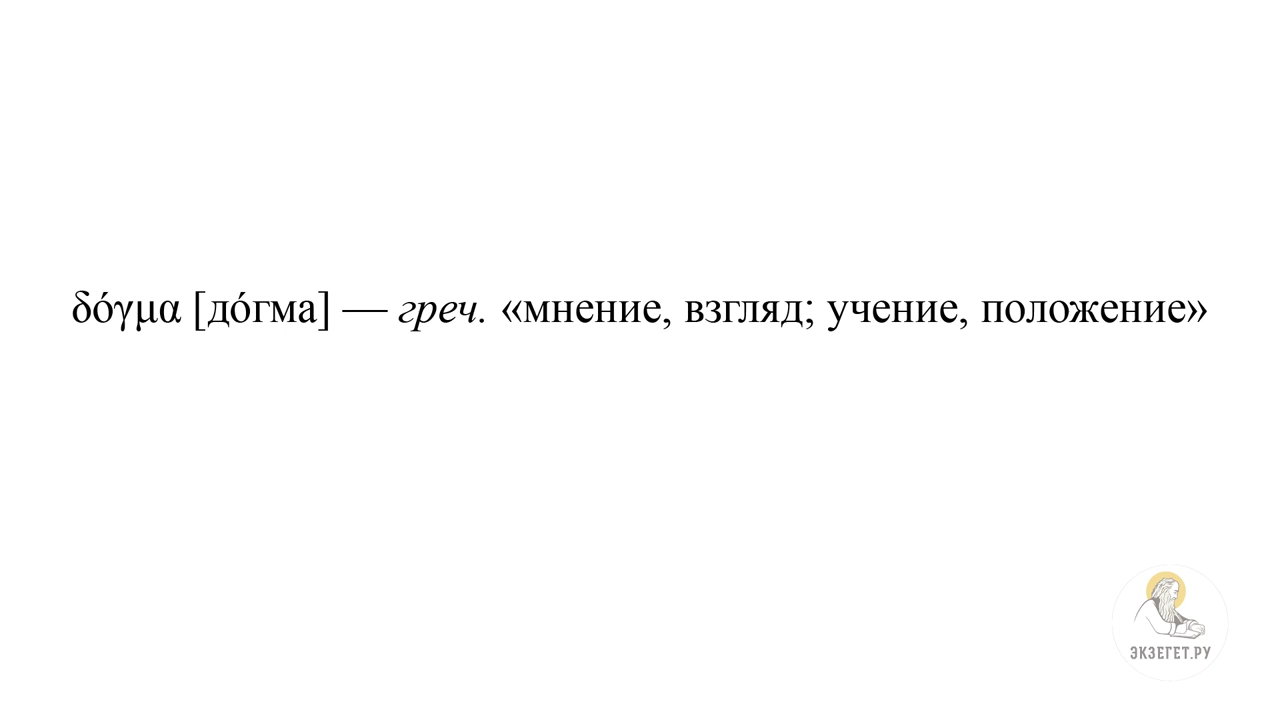 δόγμα [до́гма] — греч. «мнение, взгляд; учение, положение»
ЭКЗЕГЕТ.РУ